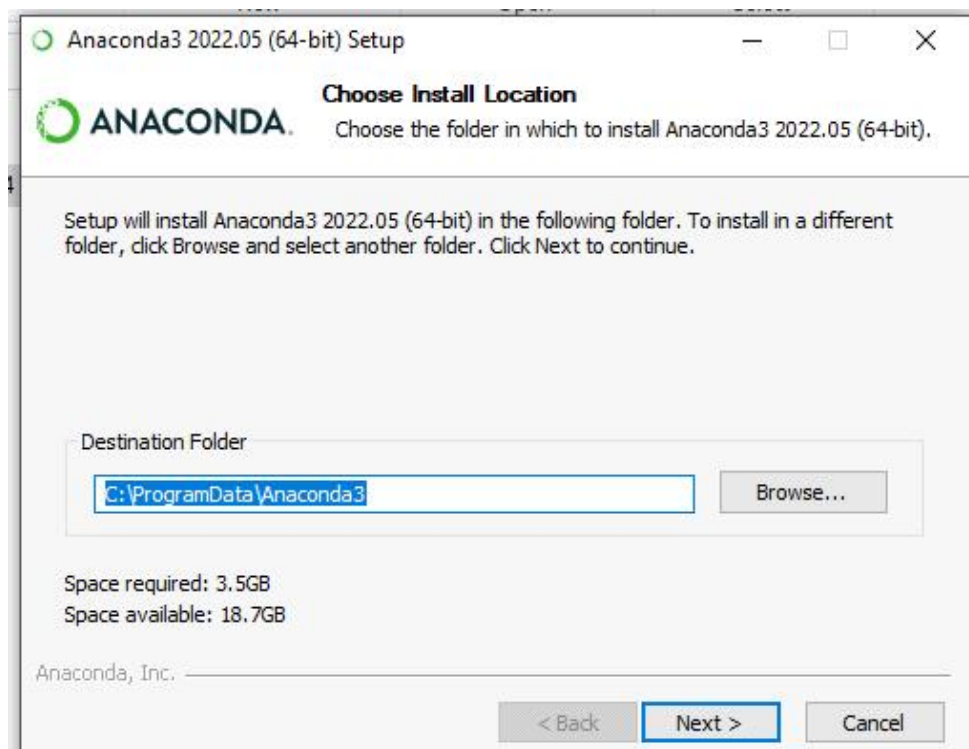 Anaconda3 2022.05 (64-bit) Setup
ANACONDA.
Choose Install Location
Choose the folder in which to install Anaconda3 2022.05 (64-bit).
4
Setup will install Anaconda3 2022.05 (64-bit) in the following folder. To install in a different
folder, click Browse and select another folder. Click Next to continue.
Destination Folder
C:\ProgramData\Anaconda3
Browse...
Space required: 3.5GB
Space available: 18.7GB
Anaconda, Inc.
< Back
Next >
Cancel